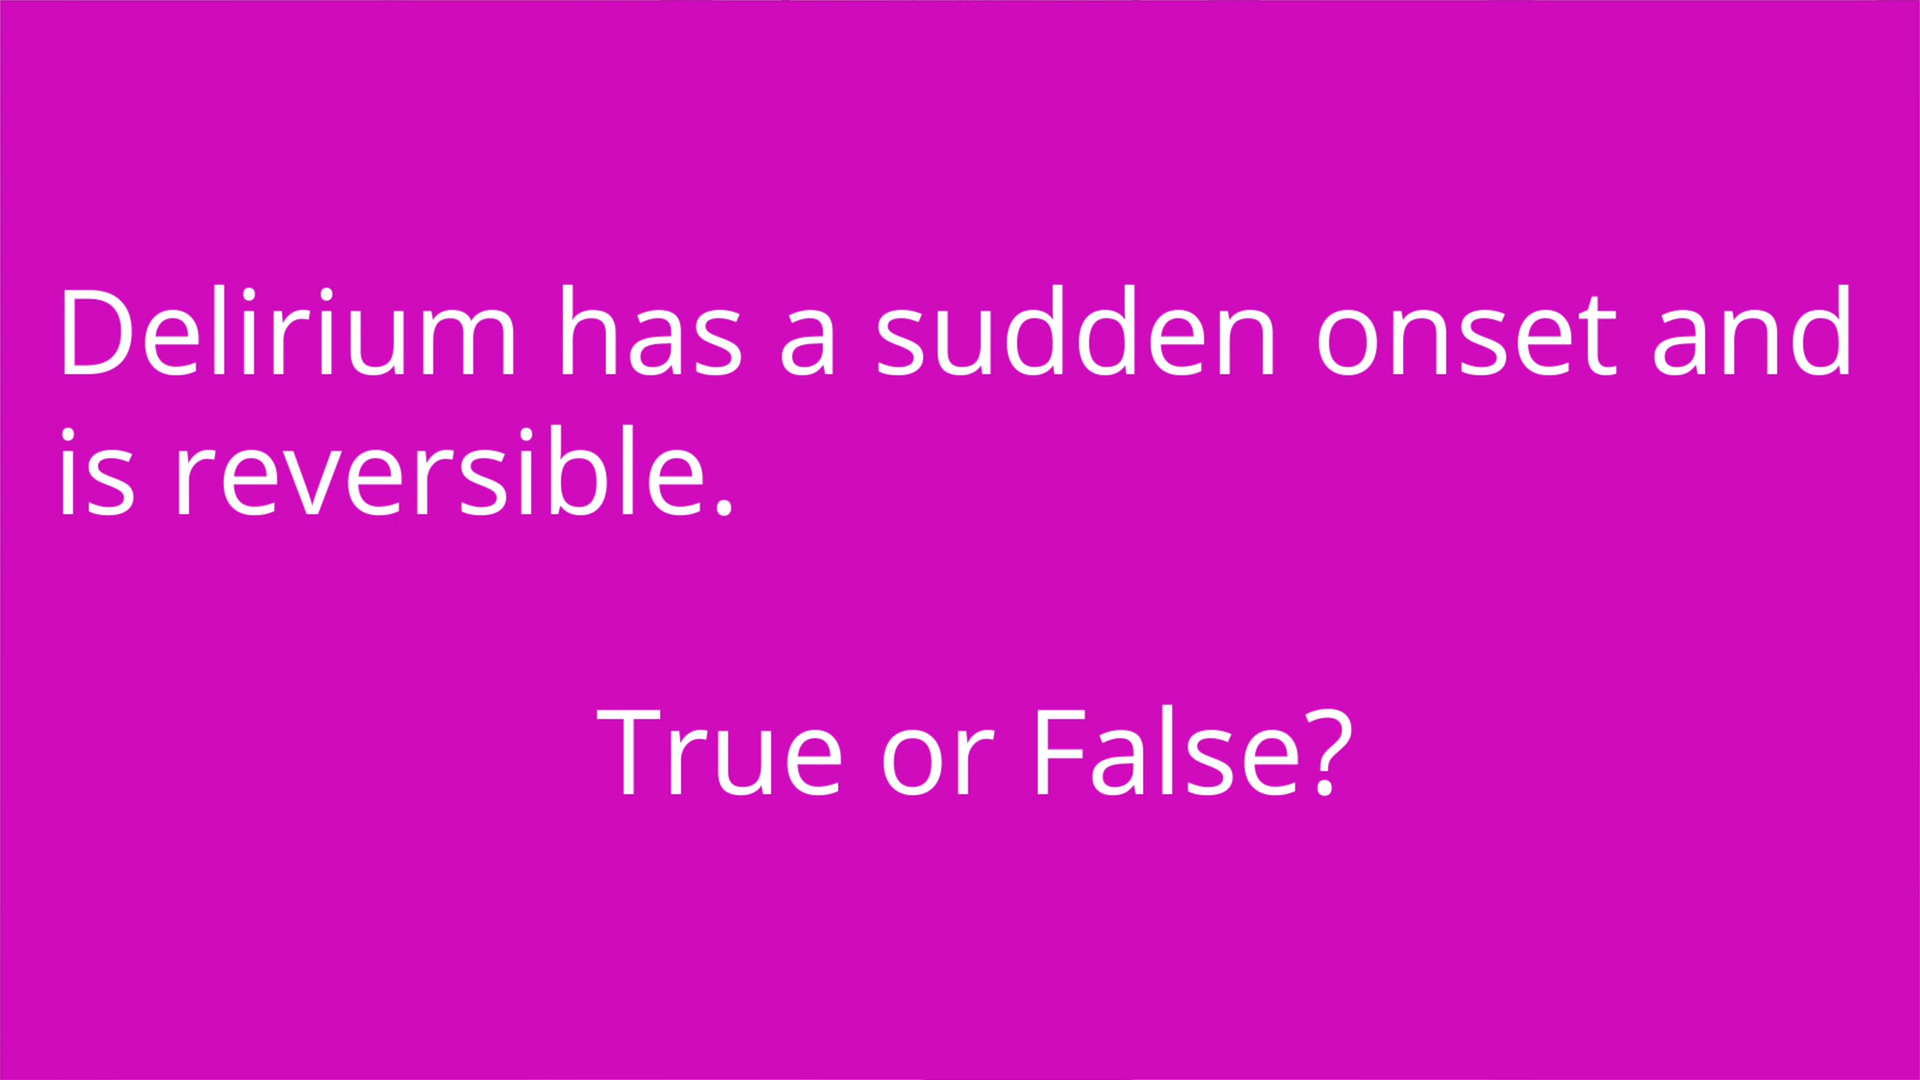 Delirium has a sudden onset and
is reversible.
True or False?